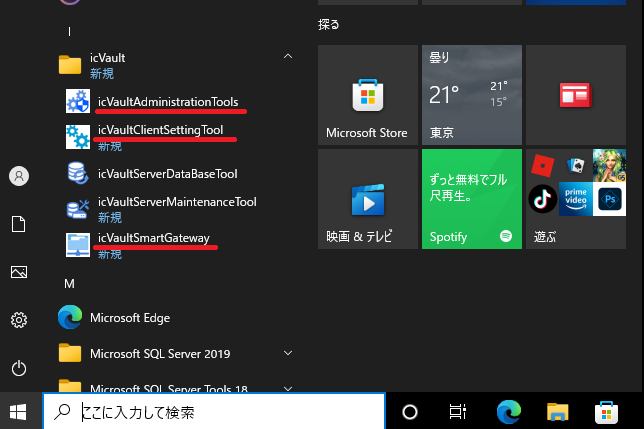 I
icVault
新規
icVaultAdministrationTools
icVaultClientSettingTool
新規
icVaultServerDataBaseTool
icVaultServerMaintenanceTool
新規
icVaultSmartGateway
新規
M
Microsoft Edge
Microsoft SQL Server 2019
Microsoft SQL Server Tools 18
ここに入力して検索
探る
Microsoft Store
曇り
21°
21°
15°
東京
映画 & テレビ
ずっと無料でフル
尺再生。
Spotify
prime
video
Ps
遊ぶ